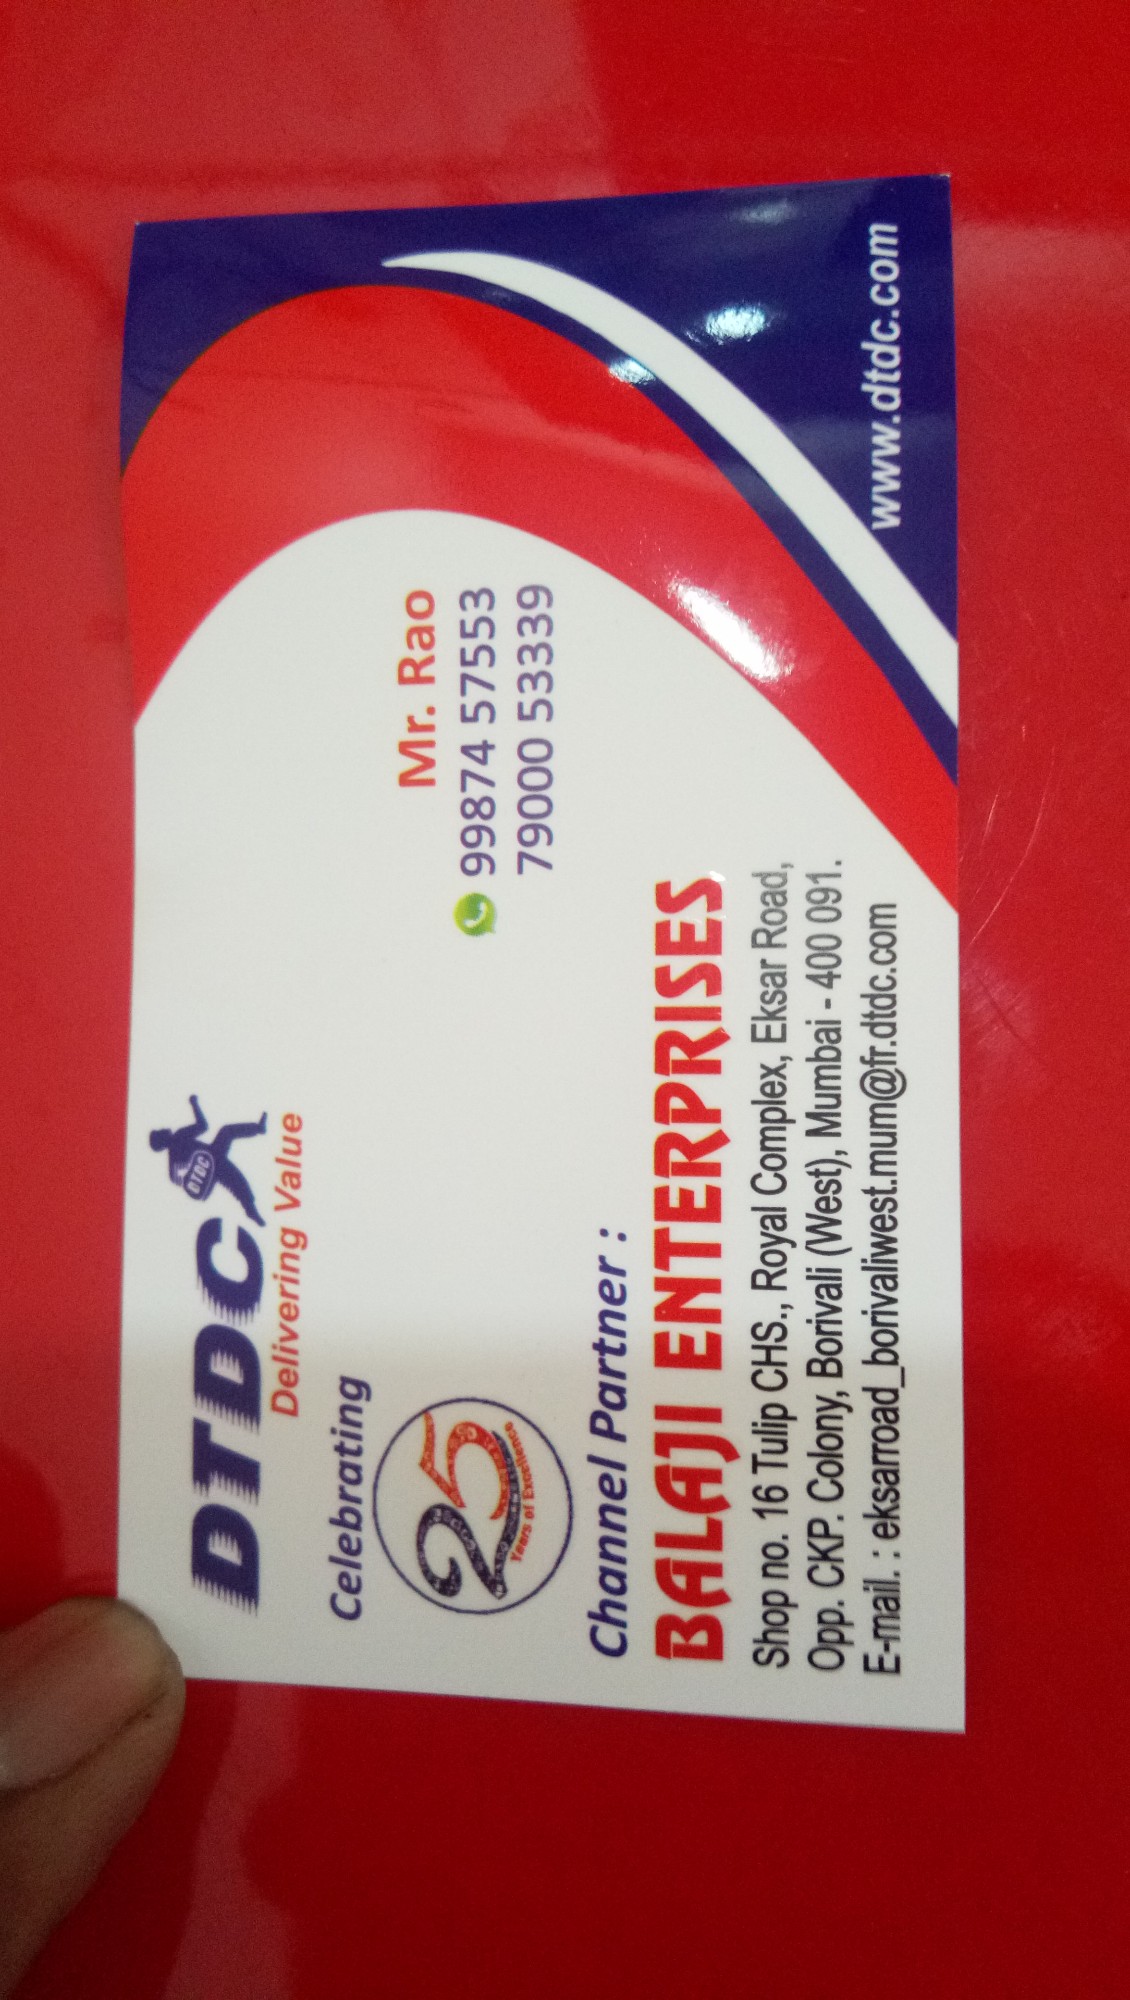 DTDC
DTDC
Delivering Value
Celebrating
25
Years of Excellence
Mr. Rao
99874 57553
79000 53339
Channel Partner :
BALAJI ENTERPRISES
Shop no. 16 Tulip CHS., Royal Complex, Eksar Road,
Opp. CKP. Colony, Borivali (West), Mumbai - 400 091.
E-mail. : eksarroad_borivaliwest.mum@fr.dtdc.com
www.dtdc.com